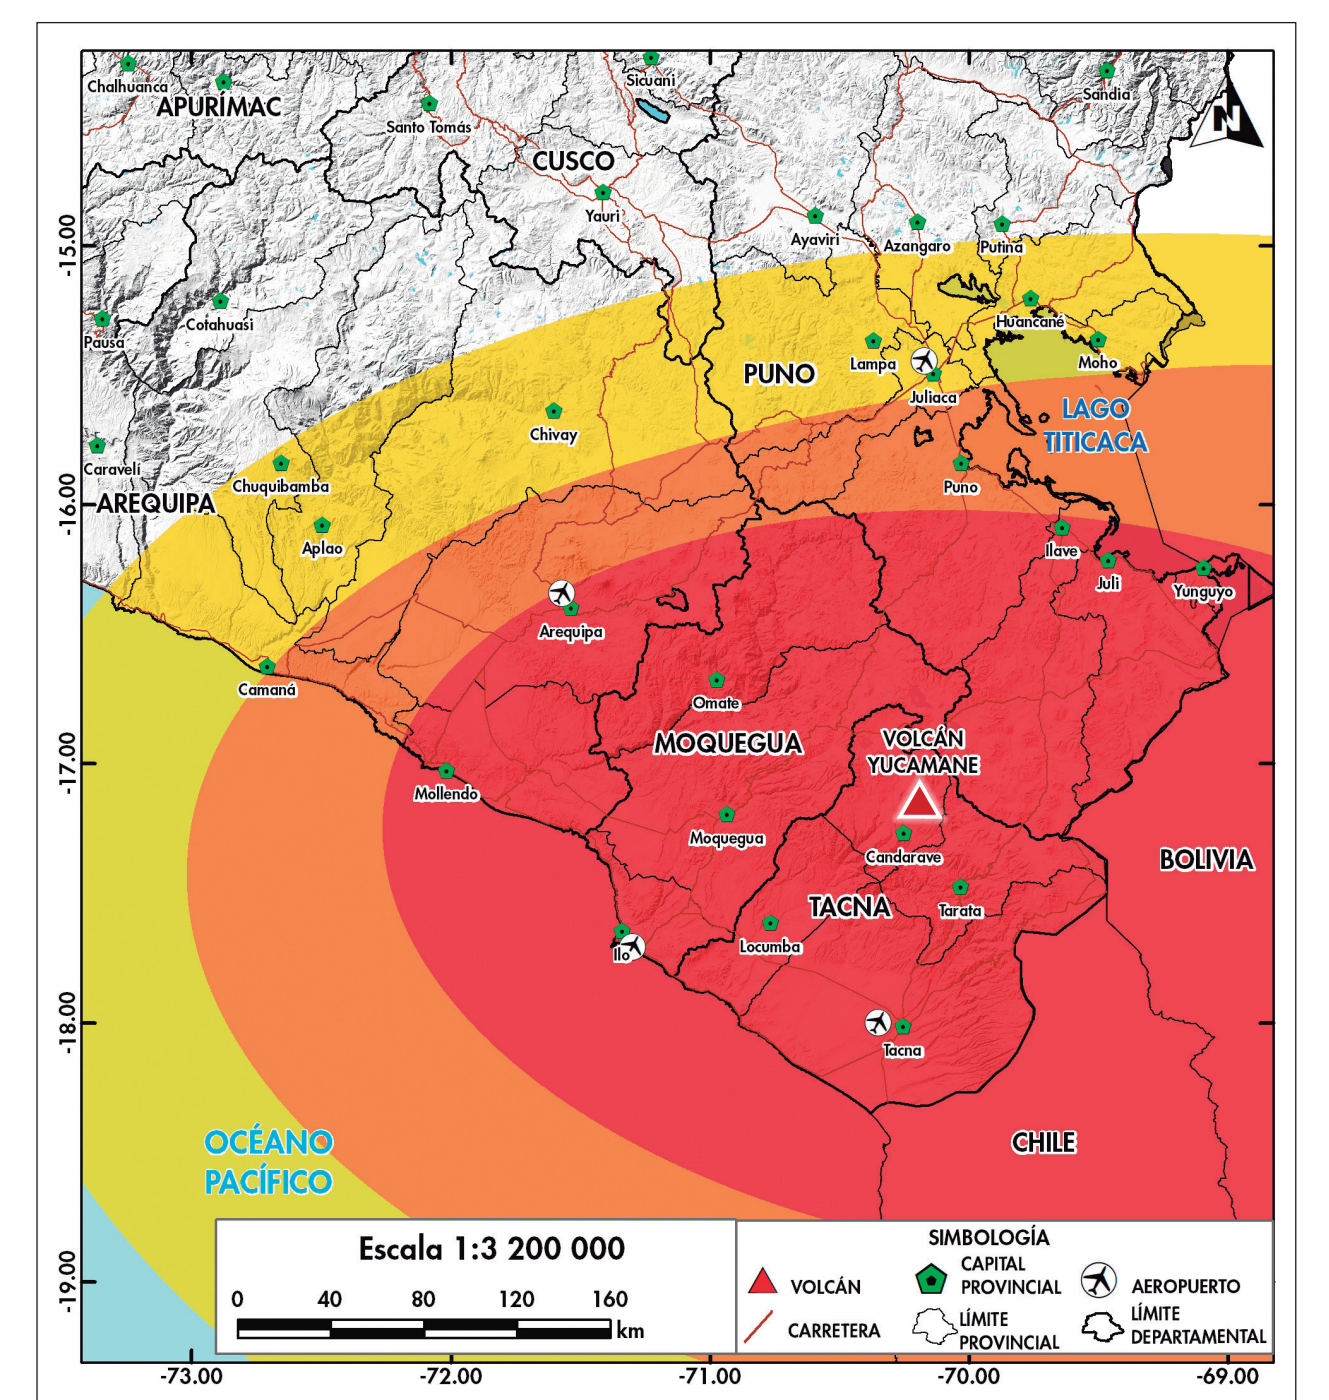 Chalhuanca
APURÍMAC
Santo Tomás
Sicuani
Sandia
N
CUSCO
Yauri
Ayaviri
Azangaro
Putina
-15.00
Cotahuasi
Pausa
Huancané
Moho
Lampa
PUNO
Juliaca
LAGO
TITICACA
Chivay
Caravelí
Chuquibamba
AREQUIPA
-16.00
Puno
Aplao
Ilave
Juli
Yunguyo
Arequipa
Camaná
Omate
MOQUEGUA
VOLCÁN
YUCAMANE
-17.00
Mollendo
Moquegua
Candarave
BOLIVIA
TACNA
Tarata
Locumba
Ilo
-18.00
Tacna
OCÉANO
PACÍFICO
CHILE
-19.00
Escala 1:3 200 000
0 40 80 120 160
km
SIMBOLOGÍA
VOLCÁN
CAPITAL
PROVINCIAL
AEROPUERTO
CARRETERA
LÍMITE
PROVINCIAL
LÍMITE
DEPARTAMENTAL
-73.00 -72.00 -71.00 -70.00 -69.00